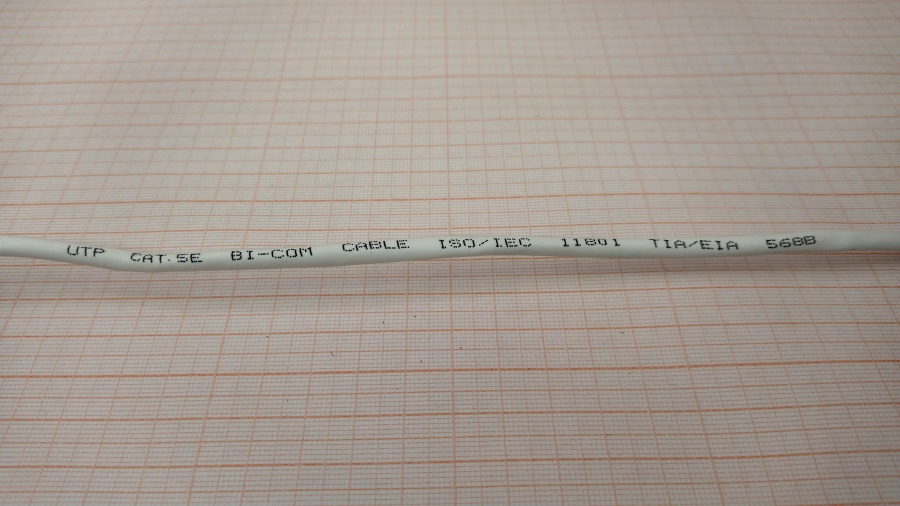 UTP CAT.5E BI-COM CABLE ISO/IEC 11801 TIA/EIA 568B